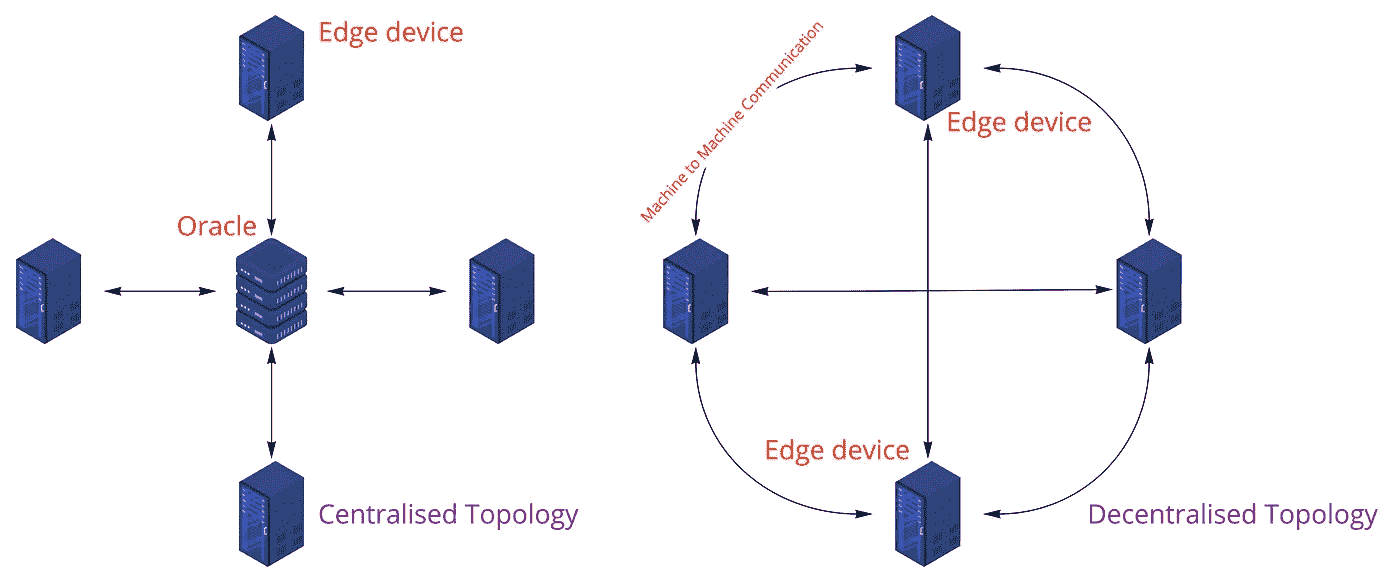 Edge device
Oracle
Centralised Topology
Machine to Machine Communication
Edge device
Edge device
Decentralised Topology